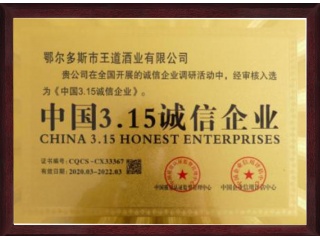 鄂尔多斯市王道酒业有限公司
贵公司在全国开展的诚信企业调研活动中，经审核入选
为《中国3.15诚信企业》。
中国3.15诚信企业
CHINA 3.15 HONEST ENTERPRISES
证书编号：CQCS-CX33367
有效日期：2020.03-2022.03